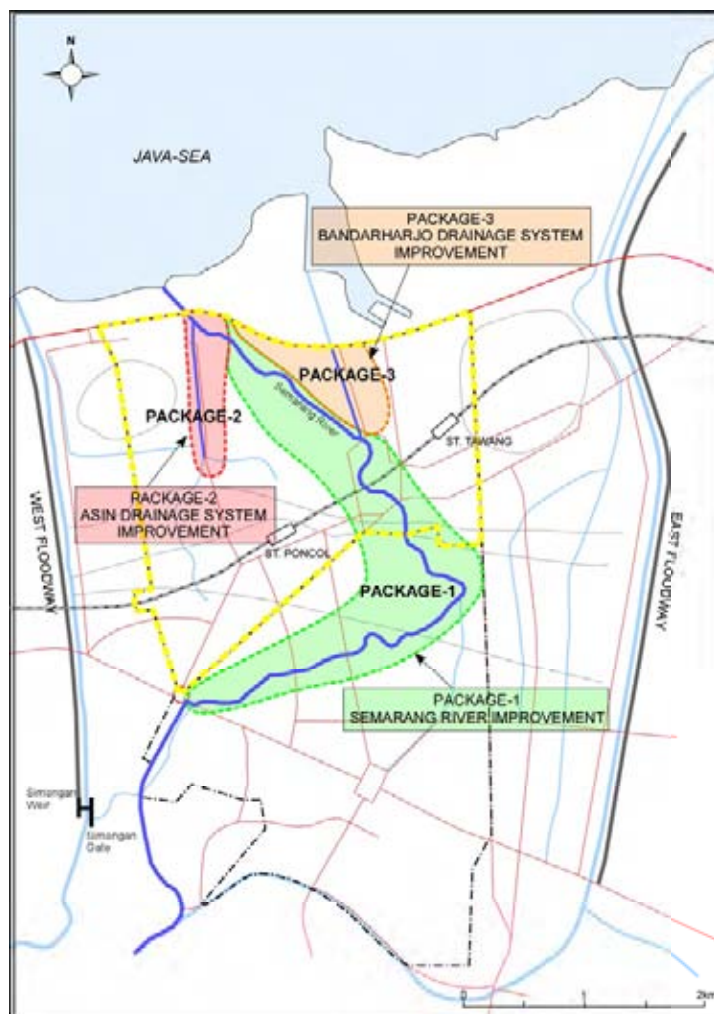 N
JAVA-SEA
PACKAGE-3
BANDARHARJO DRAINAGE SYSTEM
IMPROVEMENT
PACKAGE-3
Semarang River
PACKAGE-2
ST. TAWANG
PACKAGE-2
ASIN DRAINAGE SYSTEM
IMPROVEMENT
WEST FLOODWAY
ST. PONCOL
EAST FLOODWAY
PACKAGE-1
PACKAGE-1
SEMARANG RIVER IMPROVEMENT
Simangan
Weir
Simangan
Gate
0
1
2km